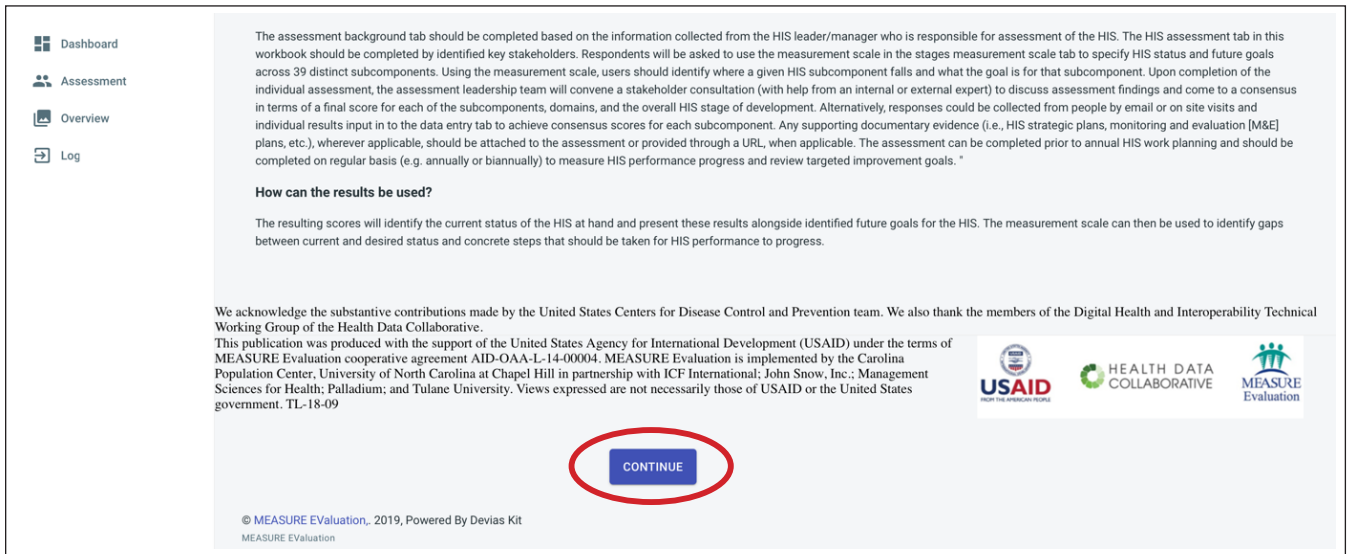 Dashboard
Assessment
Overview
Log
The assessment background tab should be completed based on the information collected from the HIS leader/manager who is responsible for assessment of the HIS. The HIS assessment tab in this
workbook should be completed by identified key stakeholders. Respondents will be asked to use the measurement scale in the stages measurement scale tab to specify HIS status and future goals
across 39 distinct subcomponents. Using the measurement scale, users should identify where a given HIS subcomponent falls and what the goal is for that subcomponent. Upon completion of the
individual assessment, the assessment leadership team will convene a stakeholder consultation (with help from an internal or external expert) to discuss assessment findings and come to a consensus
in terms of a final score for each of the subcomponents, domains, and the overall HIS stage of development. Alternatively, responses could be collected from people by email or on site visits and
individual results input in to the data entry tab to achieve consensus scores for each subcomponent. Any supporting documentary evidence (i.e., HIS strategic plans, monitoring and evaluation [M&E]
plans, etc.), wherever applicable, should be attached to the assessment or provided through a URL, when applicable. The assessment can be completed prior to annual HIS work planning and should be
completed on regular basis (e.g. annually or biannually) to measure HIS performance progress and review targeted improvement goals. "
How can the results be used?
The resulting scores will identify the current status of the HIS at hand and present these results alongside identified future goals for the HIS. The measurement scale can then be used to identify gaps
between current and desired status and concrete steps that should be taken for HIS performance to progress.
We acknowledge the substantive contributions made by the United States Centers for Disease Control and Prevention team. We also thank the members of the Digital Health and Interoperability Technical
Working Group of the Health Data Collaborative.
This publication was produced with the support of the United States Agency for International Development (USAID) under the terms of
MEASURE Evaluation cooperative agreement AID-OAA-L-14-00004. MEASURE Evaluation is implemented by the Carolina
Population Center, University of North Carolina at Chapel Hill in partnership with ICF International; John Snow, Inc.; Management
Sciences for Health; Palladium; and Tulane University. Views expressed are not necessarily those of USAID or the United States
government. TL-18-09
USAID
FROM THE AMERICAN PEOPLE
HEALTH DATA
COLLABORATIVE
MEASURE
Evaluation
CONTINUE
© MEASURE EValuation,. 2019, Powered By Devias Kit
MEASURE EValuation